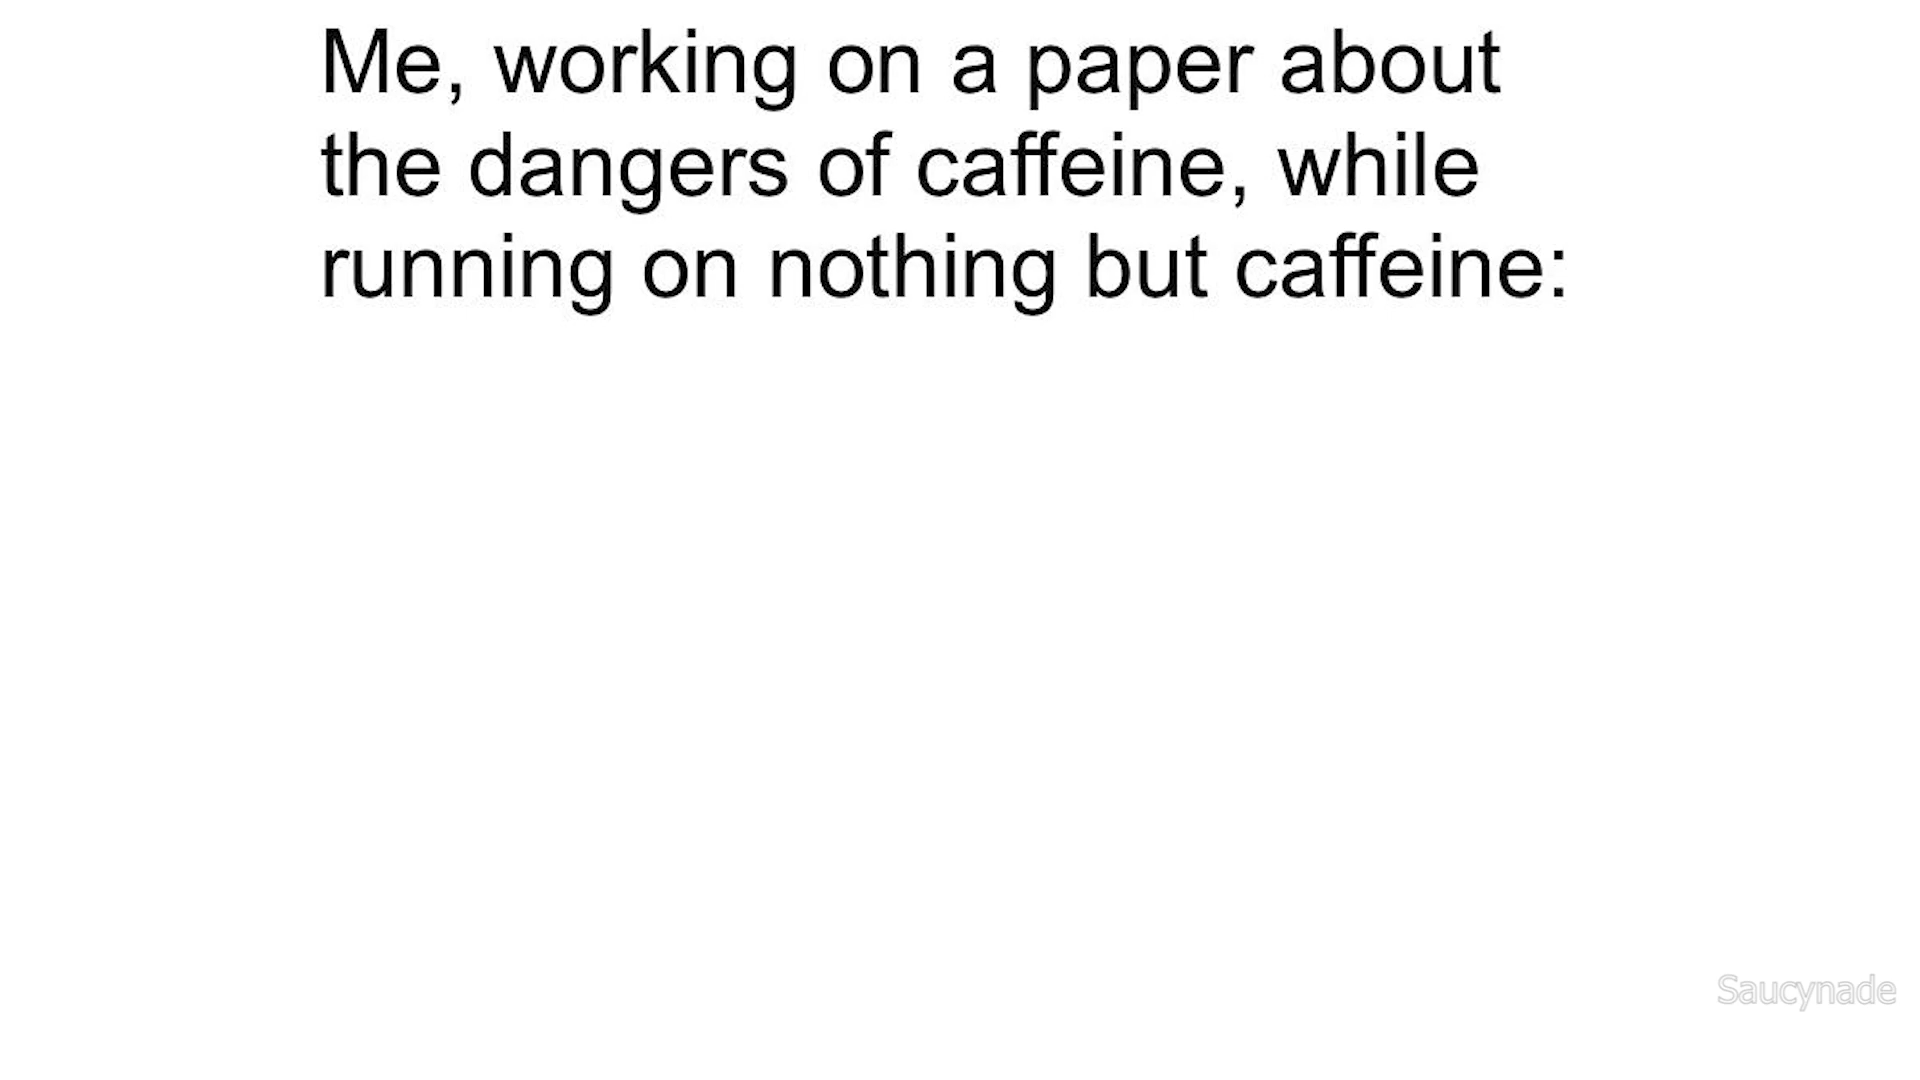 Me, working on a paper about
the dangers of caffeine, while
running on nothing but caffeine:
Saucynade